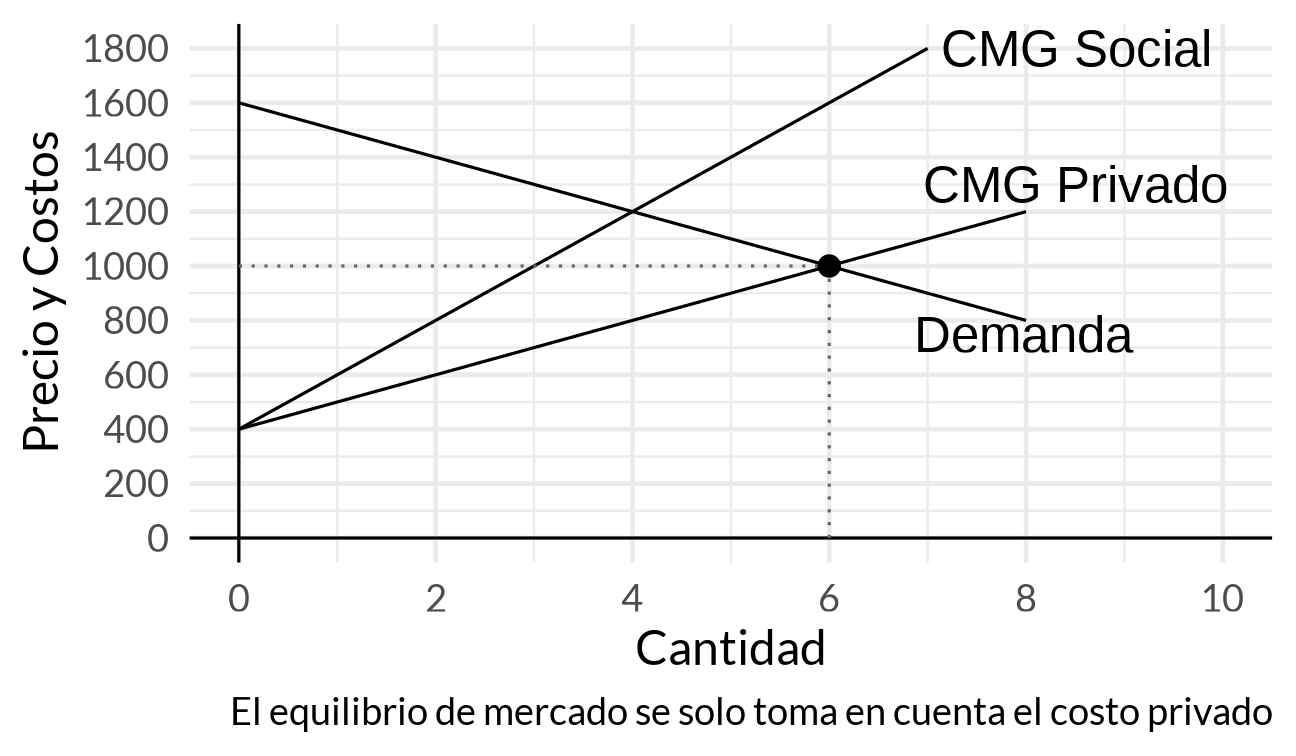 1800
CMG Social
1600
1400
CMG Privado
1200
1000
800
Demanda
600
400
200
0
Precio y Costos
0 2 4 6 8 10
Cantidad
El equilibrio de mercado se solo toma en cuenta el costo privado